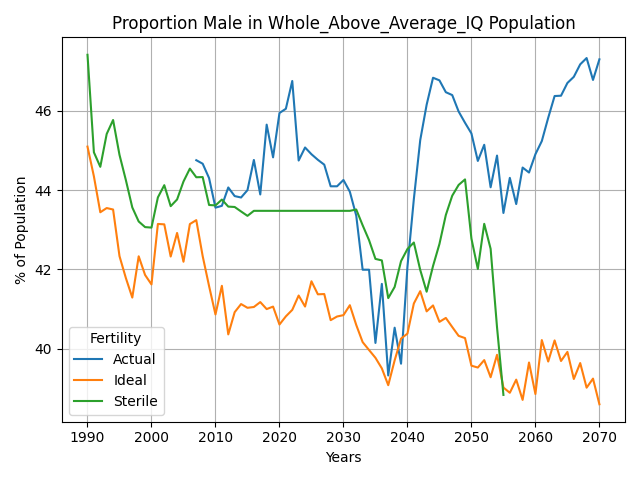 Proportion Male in Whole_Above_Average_IQ Population
% of Population
46
44
42
40
Fertility
Actual
Ideal
Sterile
1990 2000 2010 2020 2030 2040 2050 2060 2070
Years